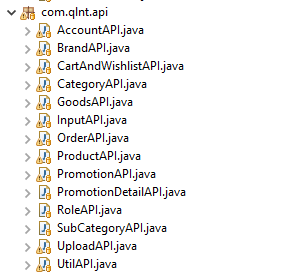 com.qlnt.api
AccountAPI.java
BrandAPI.java
CartAndWishlistAPI.java
CategoryAPI.java
GoodsAPI.java
InputAPI.java
OrderAPI.java
ProductAPI.java
PromotionAPI.java
PromotionDetailAPI.java
RoleAPI.java
SubCategoryAPI.java
UploadAPI.java
UtilAPI.java